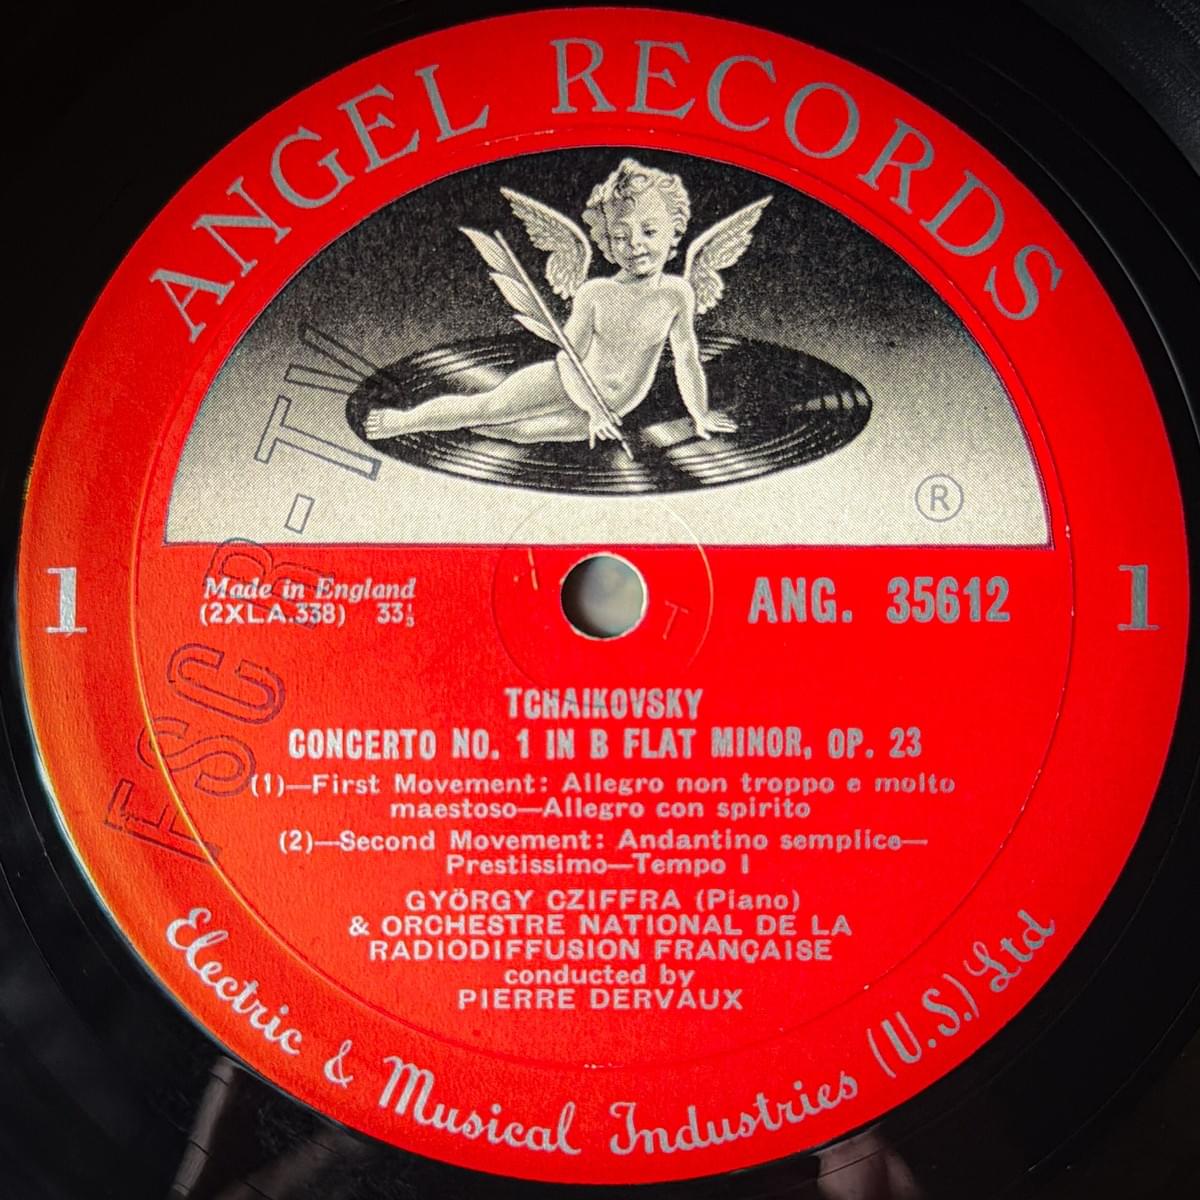 ANGEL RECORDS
®
1
1
Made in England
(2XLA.338) 33⅓
ANG. 35612
TCHAIKOVSKY
CONCERTO NO. 1 IN B FLAT MINOR, OP. 23
(1)—First Movement: Allegro non troppo e molto
maestoso—Allegro con spirito
(2)—Second Movement: Andantino semplice—
Prestissimo—Tempo I
GYÖRGY CZIFFRA (Piano)
& ORCHESTRE NATIONAL DE LA
RADIODIFFUSION FRANÇAISE
conducted by
PIERRE DERVAUX
Electric & Musical Industries (U.S.) Ltd
T